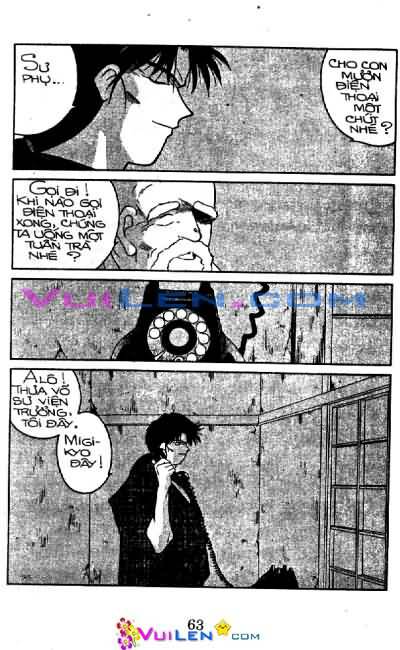 SƯ
PHỤ...
CHO CON
MƯỢN
ĐIỆN
THOẠI
MỘT
CHÚT
NHÉ?
GỌI ĐI!
KHI NÀO GỌI
ĐIỆN THOẠI
XONG, CHÚNG
TA UỐNG MỘT
TUẦN TRÀ
NHÉ?
VUILEN.COM
ALÔ!
THƯA VÕ
SƯ VIỆN
TRƯỞNG,
TÔI ĐÂY.
MIGI-
KYO
ĐÂY!
63
VUILEN COM